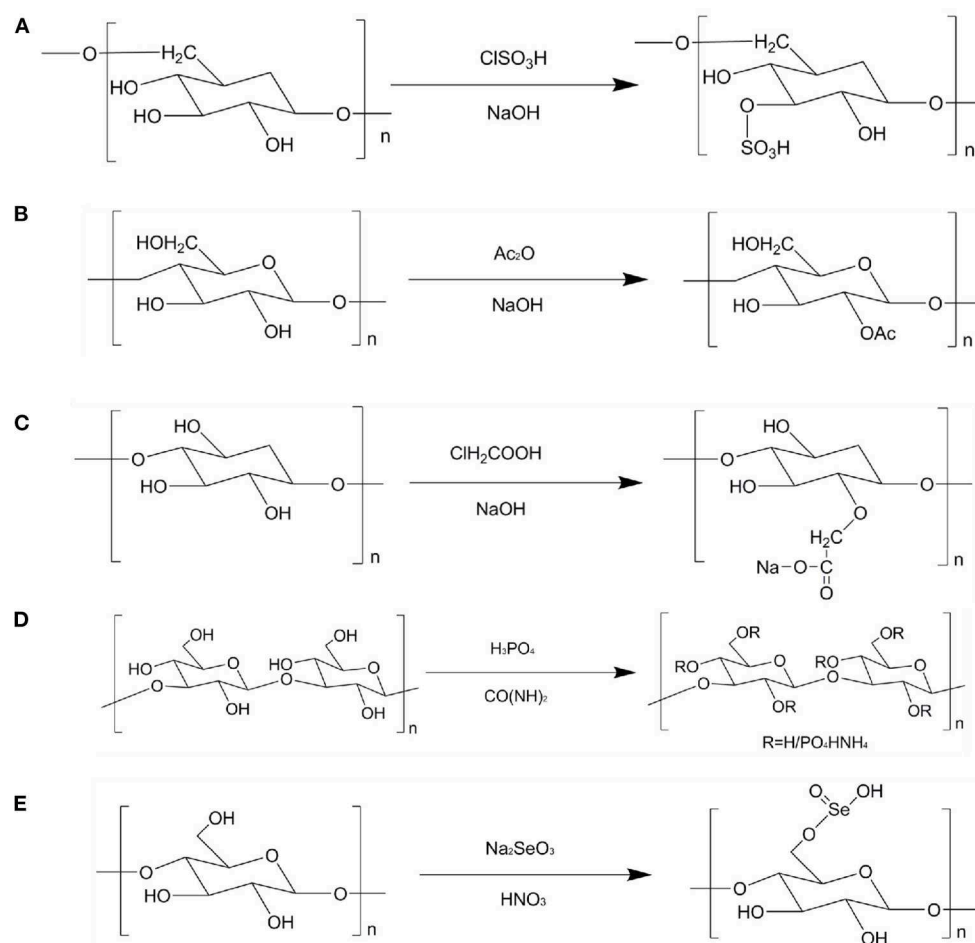 A
O
H₂C
HO
HO
OH
O
n
ClSO₃H
NaOH
O
H₂C
HO
O
SO₃H
OH
O
n
B
HOH₂C
O
HO
OH
O
n
Ac₂O
NaOH
HOH₂C
O
HO
OAc
O
n
C
HO
O
HO
OH
O
n
ClH₂COOH
NaOH
HO
O
HO
O
O
H₂C
Na–O–C
O
n
D
OH
OH
HO
O
HO
O
O
OH
O
OH
n
H₃PO₄
CO(NH)₂
OR
OR
RO
O
RO
O
O
OR
O
OR
n
R=H/PO₄HNH₄
E
OH
O
O
HO
OH
O
n
Na₂SeO₃
HNO₃
O
OH
Se
O
O
O
HO
OH
O
n